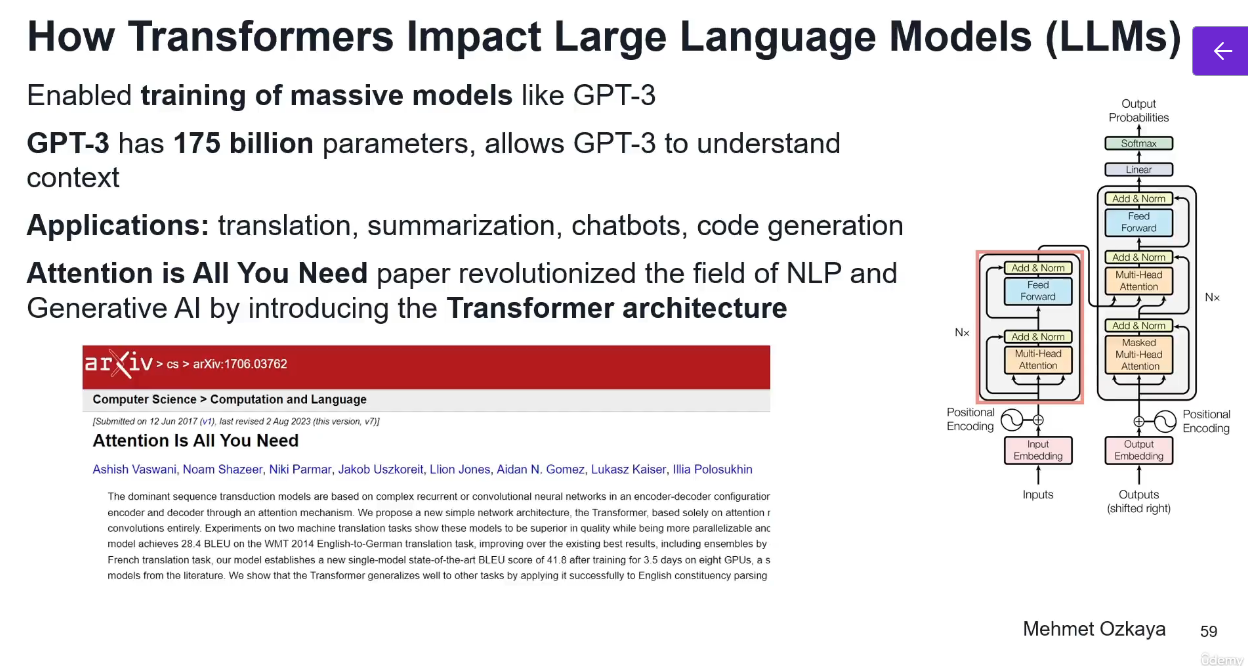 How Transformers Impact Large Language Models (LLMs)
Enabled training of massive models like GPT-3
GPT-3 has 175 billion parameters, allows GPT-3 to understand
context
Applications: translation, summarization, chatbots, code generation
Attention is All You Need paper revolutionized the field of NLP and
Generative AI by introducing the Transformer architecture
arXiv > cs > arXiv:1706.03762
Computer Science > Computation and Language
[Submitted on 12 Jun 2017 (v1), last revised 2 Aug 2023 (this version, v7)]
Attention Is All You Need
Ashish Vaswani, Noam Shazeer, Niki Parmar, Jakob Uszkoreit, Llion Jones, Aidan N. Gomez, Lukasz Kaiser, Illia Polosukhin
The dominant sequence transduction models are based on complex recurrent or convolutional neural networks in an encoder-decoder
encoder and decoder through an attention mechanism. We propose a new simple network architecture, the Transformer, based solely on attention
convolutions entirely. Experiments on two machine translation tasks show these models to be superior in quality while being more parallelizable
model achieves 28.4 BLEU on the WMT 2014 English-to-German translation task, improving over the existing best results, including ensembles by
French translation task, our model establishes a new single-model state-of-the-art BLEU score of 41.8 after training for 3.5 days on eight GPUs, a
models from the literature. We show that the Transformer generalizes well to other tasks by applying it successfully to English constituency parsing
Output
Probabilities
Softmax
Linear
Add & Norm
Feed
Forward
Add & Norm
Multi-Head
Attention
Add & Norm
Masked
Multi-Head
Attention
Nx
Add & Norm
Feed
Forward
Add & Norm
Multi-Head
Attention
Nx
Positional
Encoding
Positional
Encoding
Input
Embedding
Output
Embedding
Inputs
Outputs
(shifted right)
Mehmet Ozkaya
59
ûdemy